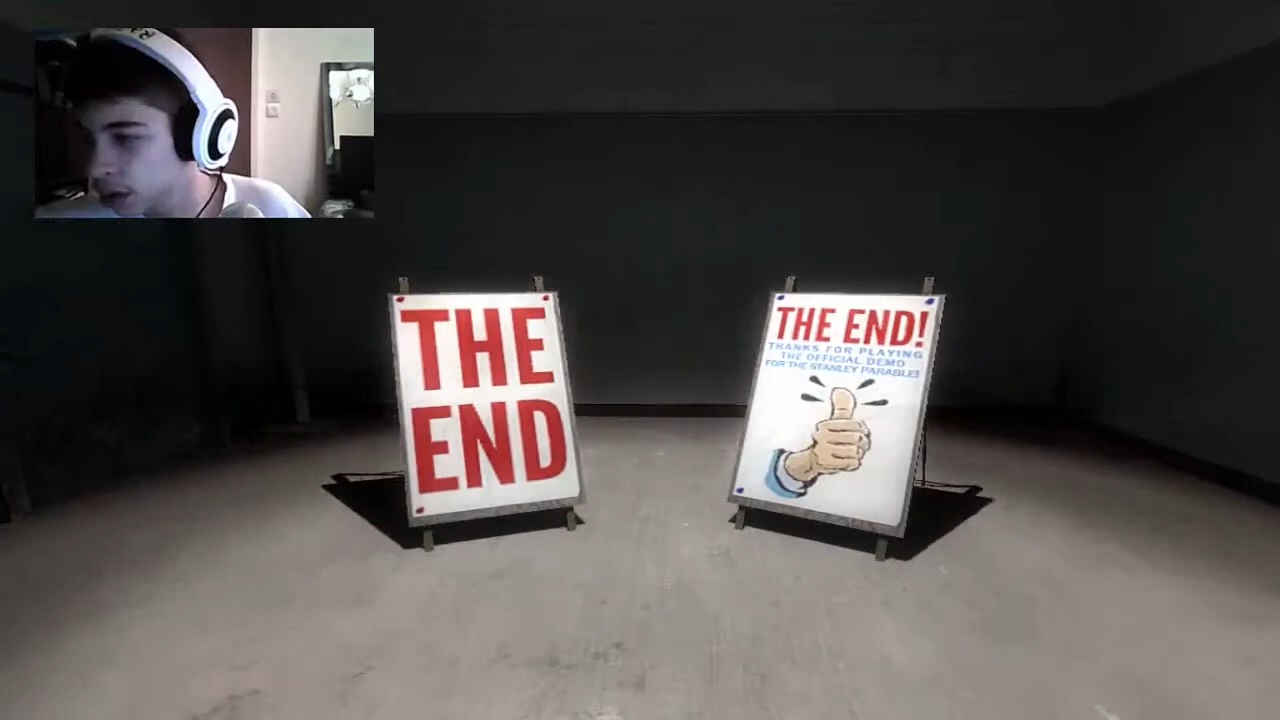 THE
END
THE END!
THANKS FOR PLAYING
THE OFFICIAL DEMO
FOR THE STANLEY PARABLE!